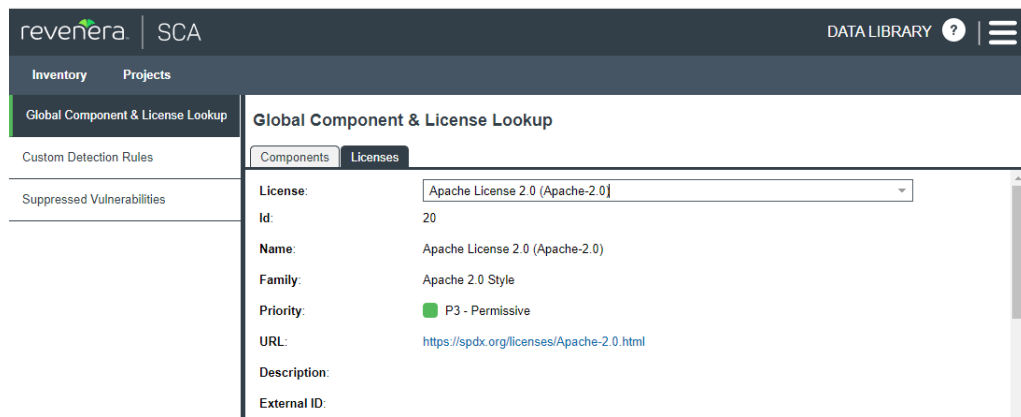 revenera. SCA
DATA LIBRARY ?
Inventory Projects
Global Component & License Lookup
Custom Detection Rules
Suppressed Vulnerabilities
Global Component & License Lookup
Components Licenses
License: Apache License 2.0 (Apache-2.0)
Id: 20
Name: Apache License 2.0 (Apache-2.0)
Family: Apache 2.0 Style
Priority: P3 - Permissive
URL: https://spdx.org/licenses/Apache-2.0.html
Description:
External ID: